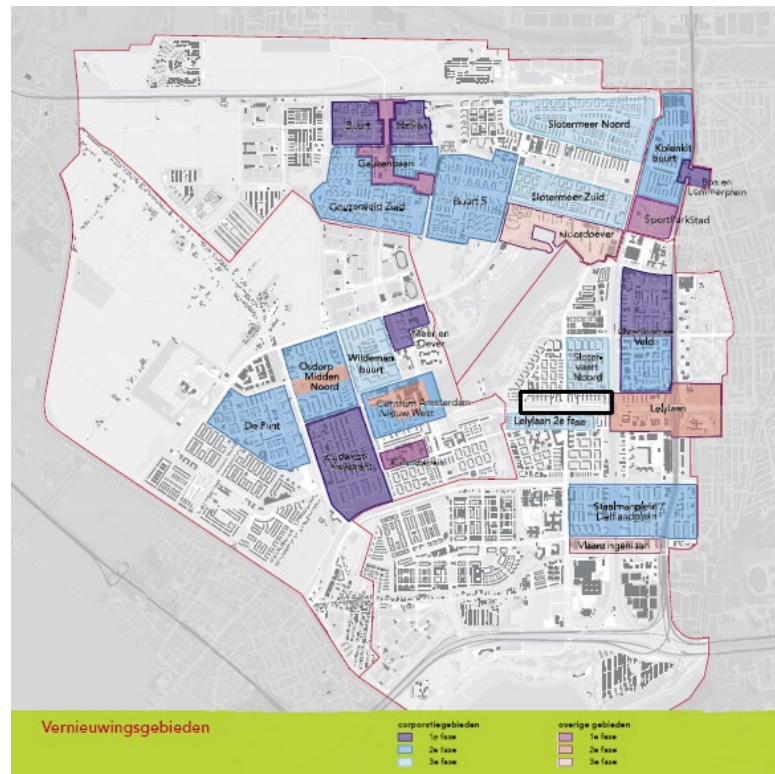 Slotermeer Noord
Buurt
Kolenkit
buurt
Geuzenbaan
Bos en
Lommerplein
Slotermeer Zuid
Geuzenveld Zuid
Buurt 5
SportParkStad
Noordoever
Meer en
Oever
Veld
Wildeman
buurt
Osdorp
Midden
Noord
Sloter-
vaart
Noord
Centrum Amsterdam
Nieuw West
Lelylaan
De Punt
Lelylaan 2e fase
Zuidwest
Kwadrant
Staalmanplein /
Delflandplein
Vlaardingenlaan
Vernieuwingsgebieden
corporatiegebieden
1e fase
2e fase
3e fase
overige gebieden
1e fase
2e fase
3e fase